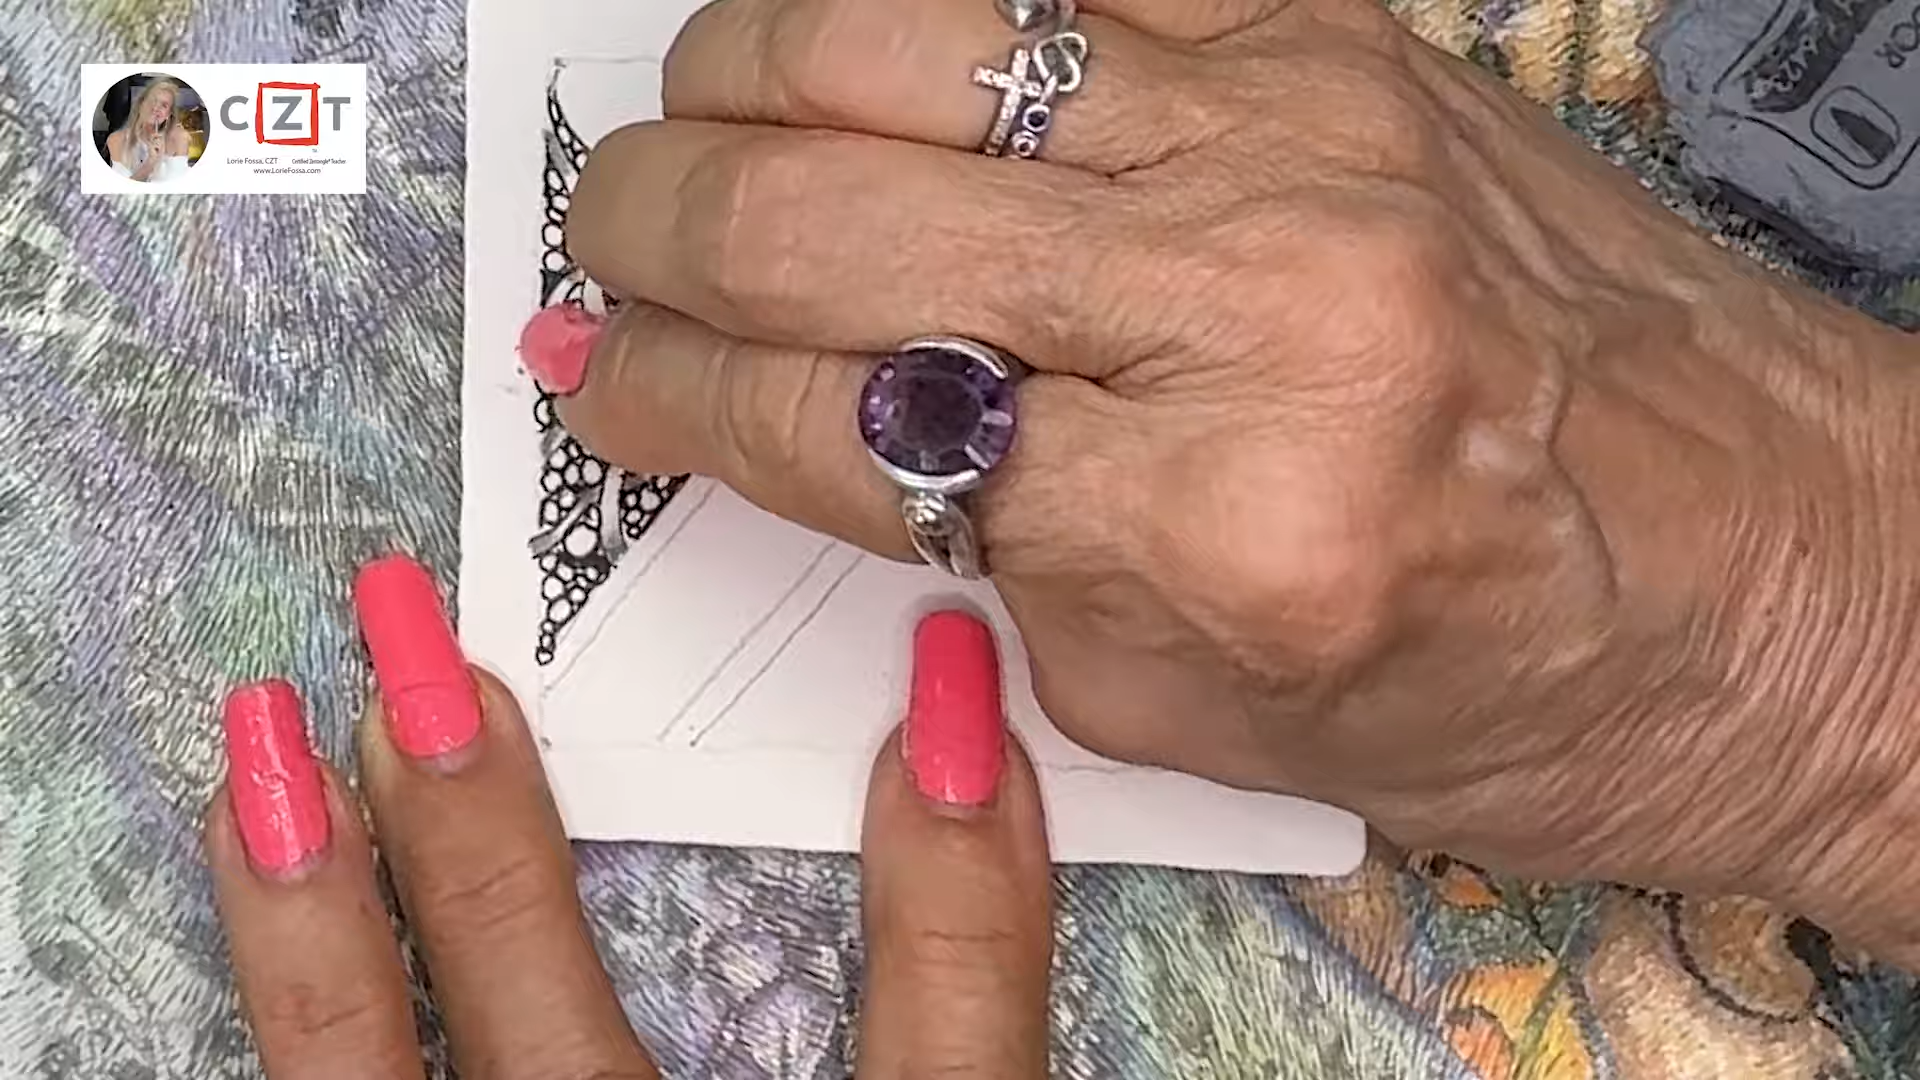 CZT
Lorie Fossa, CZT
Certified Zentangle® Teacher
www.LorieFossa.com